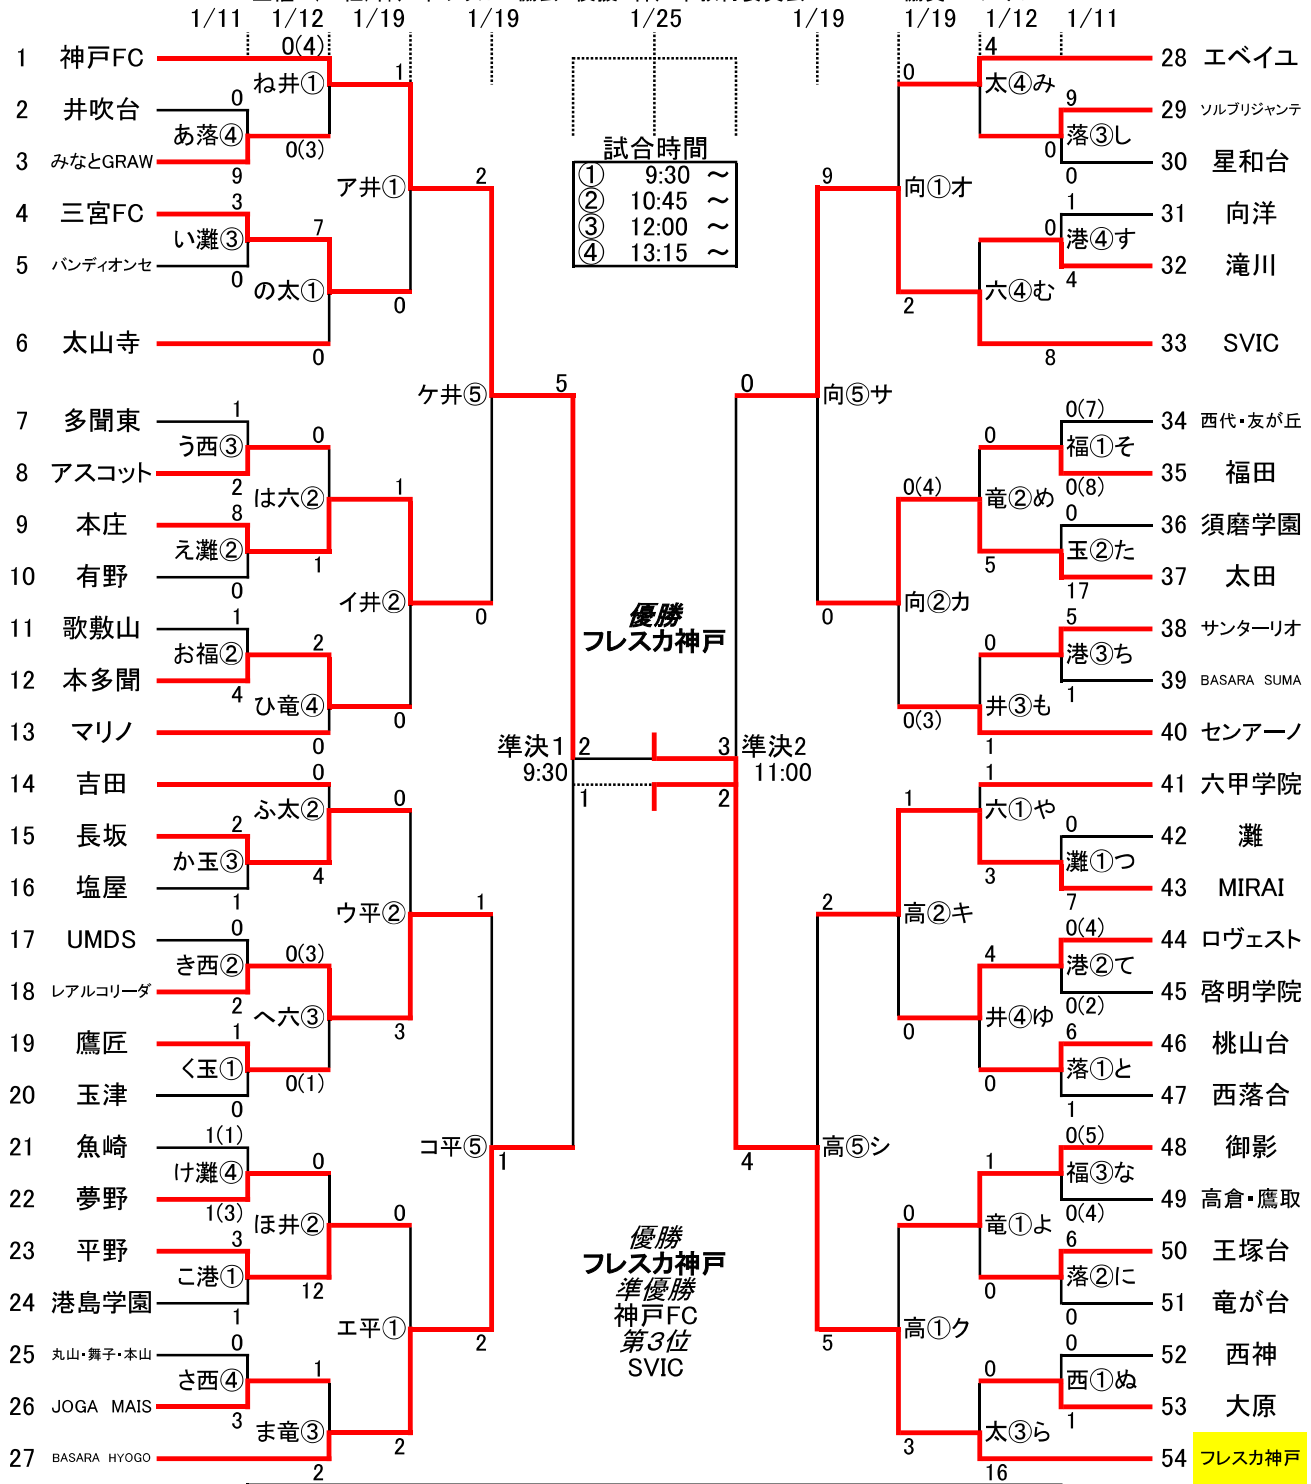 1/11 1/12 1/19 1/19 1/25 1/19 1/19 1/12 1/11
1 神戸FC 0(4) 1
ね井①
2 井吹台 0
あ落④
3 みなとGRAW 9 0(3)
ア井① 2
4 三宮FC 3 7
い灘③
5 バンディオンセ 0
の太① 0
6 太山寺 0
ケ井⑤ 5
7 多聞東 1
う西③ 0
8 アスコット 2
は六② 1
9 本庄 8
え灘② 1
10 有野 0
イ井② 0
11 歌敷山 1
お福② 2
12 本多聞 4
ひ竜④ 0
13 マリノ 0
準決1 2
9:30
1
14 吉田 0
ふ太② 0
15 長坂 2
か玉③ 4
16 塩屋 1
ウ平② 1
17 UMDS 0
き西② 0(3)
18 レアルコリーダ 2
へ六③ 3
19 鷹匠 1
く玉① 0(1)
20 玉津 0
コ平⑤ 1
21 魚崎 1(1)
け灘④ 0
22 夢野 1(3)
ほ井② 0
23 平野 3
こ港① 12
24 港島学園 1
エ平① 2
25 丸山・舞子・本山 0
さ西④ 1
26 JOGA MAIS 3
ま竜③ 2
27 BASARA HYOGO 2
試合時間
① 9:30 ～
② 10:45 ～
③ 12:00 ～
④ 13:15 ～
優勝
フレスカ神戸
優勝
フレスカ神戸
準優勝
神戸FC
第3位
SVIC
0 4 28 エベイユ
太④み
9 29 ソルブリジャンテ
0 落③し
0 30 星和台
9 向①オ
1 31 向洋
0 港④す
4 32 滝川
2 六④む
8 33 SVIC
0 向⑤サ
0(7) 34 西代・友が丘
0 福①そ
0(8) 35 福田
0(4) 竜②め
0 36 須磨学園
5 玉②た
17 37 太田
0 向②カ
5 38 サンターリオ
0 港③ち
1 39 BASARA SUMA
0(3) 井③も
1 40 センアーノ
3 準決2
11:00
2
1 41 六甲学院
1 六①や
0 42 灘
3 灘①つ
7 43 MIRAI
2 高②キ
0(4) 44 ロヴェスト
4 港②て
0(2) 45 啓明学院
0 井④ゆ
6 46 桃山台
0 落①と
1 47 西落合
4 高⑤シ
0(5) 48 御影
1 福③な
0(4) 49 高倉・鷹取
0 竜①よ
6 50 王塚台
0 落②に
0 51 竜が台
5 高①ク
0 52 西神
0 西①ぬ
1 53 大原
3 太③ら
16 54 フレスカ神戸